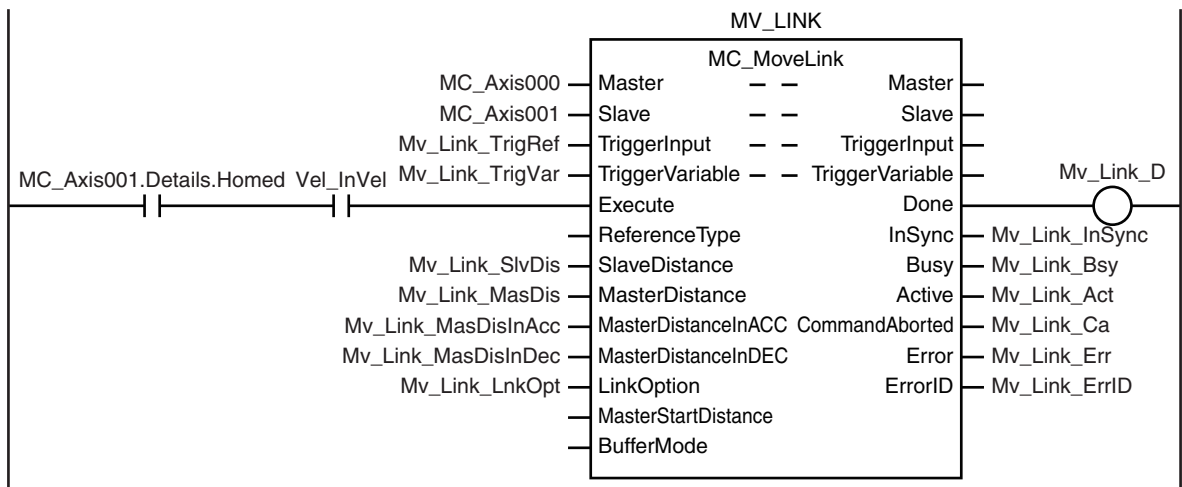 MV_LINK
MC_MoveLink
MC_Axis000 Master — — Master
MC_Axis001 Slave — — Slave
Mv_Link_TrigRef TriggerInput — — TriggerInput
MC_Axis001.Details.Homed Vel_InVel Mv_Link_TrigVar TriggerVariable — — TriggerVariable Mv_Link_D
Execute Done
ReferenceType InSync Mv_Link_InSync
Mv_Link_SlvDis SlaveDistance Busy Mv_Link_Bsy
Mv_Link_MasDis MasterDistance Active Mv_Link_Act
Mv_Link_MasDisInAcc MasterDistanceInACC CommandAborted Mv_Link_Ca
Mv_Link_MasDisInDec MasterDistanceInDEC Error Mv_Link_Err
Mv_Link_LnkOpt LinkOption ErrorID Mv_Link_ErrID
MasterStartDistance
BufferMode